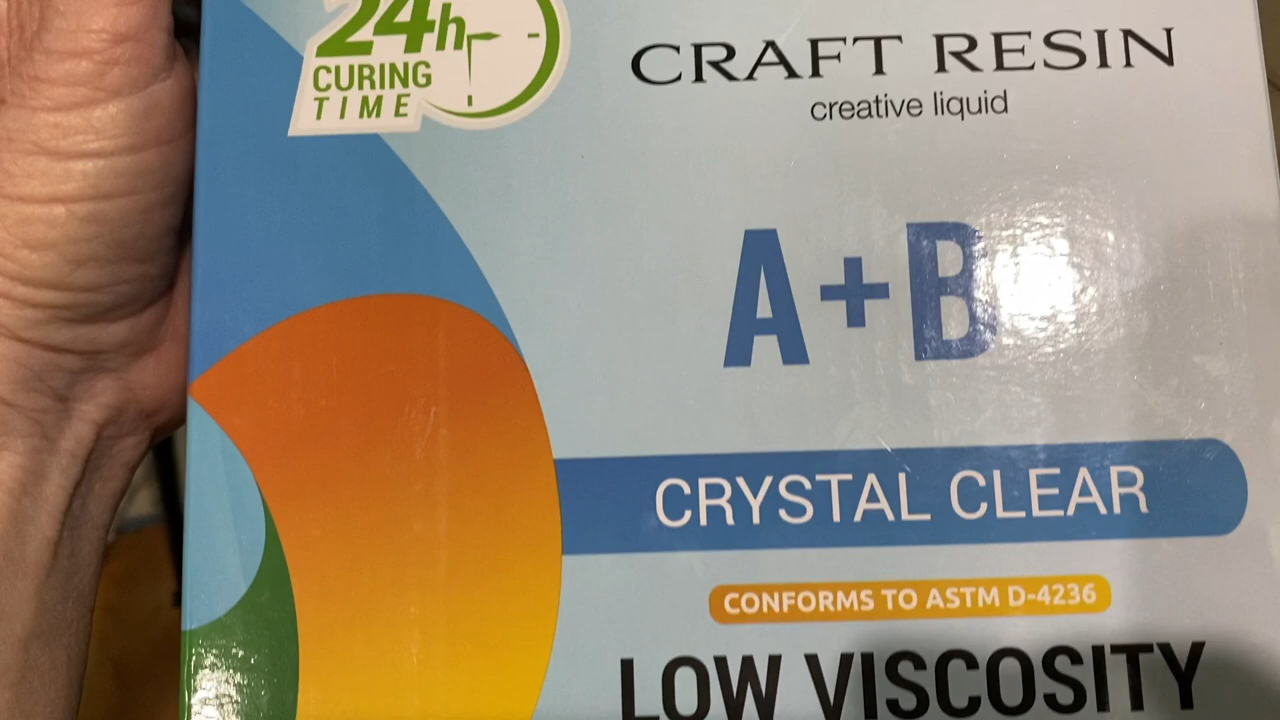 24h
CURING
TIME
CRAFT RESIN
creative liquid
A+B
CRYSTAL CLEAR
CONFORMS TO ASTM D-4236
LOW VISCOSITY